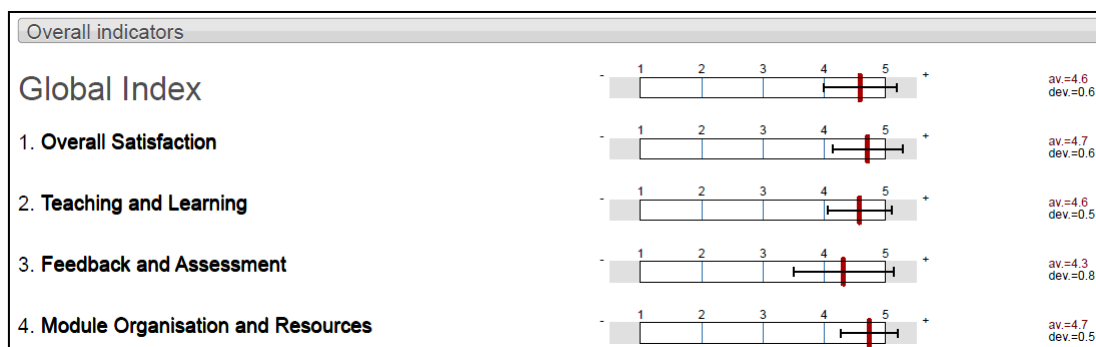 Overall indicators
Global Index
- 1 2 3 4 5 +
av.=4.6
dev.=0.6
1. Overall Satisfaction
- 1 2 3 4 5 +
av.=4.7
dev.=0.6
2. Teaching and Learning
- 1 2 3 4 5 +
av.=4.6
dev.=0.5
3. Feedback and Assessment
- 1 2 3 4 5 +
av.=4.3
dev.=0.8
4. Module Organisation and Resources
- 1 2 3 4 5 +
av.=4.7
dev.=0.5